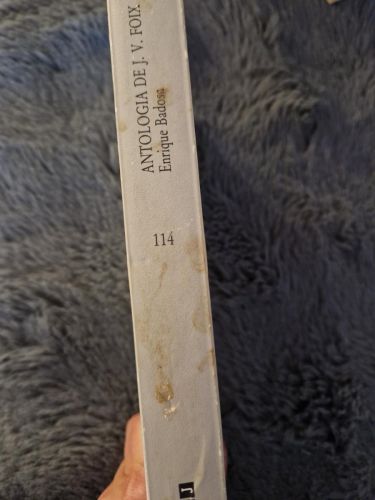 ANTOLOGIA DE J. V. FOIX
Enrique Badosa
114
J